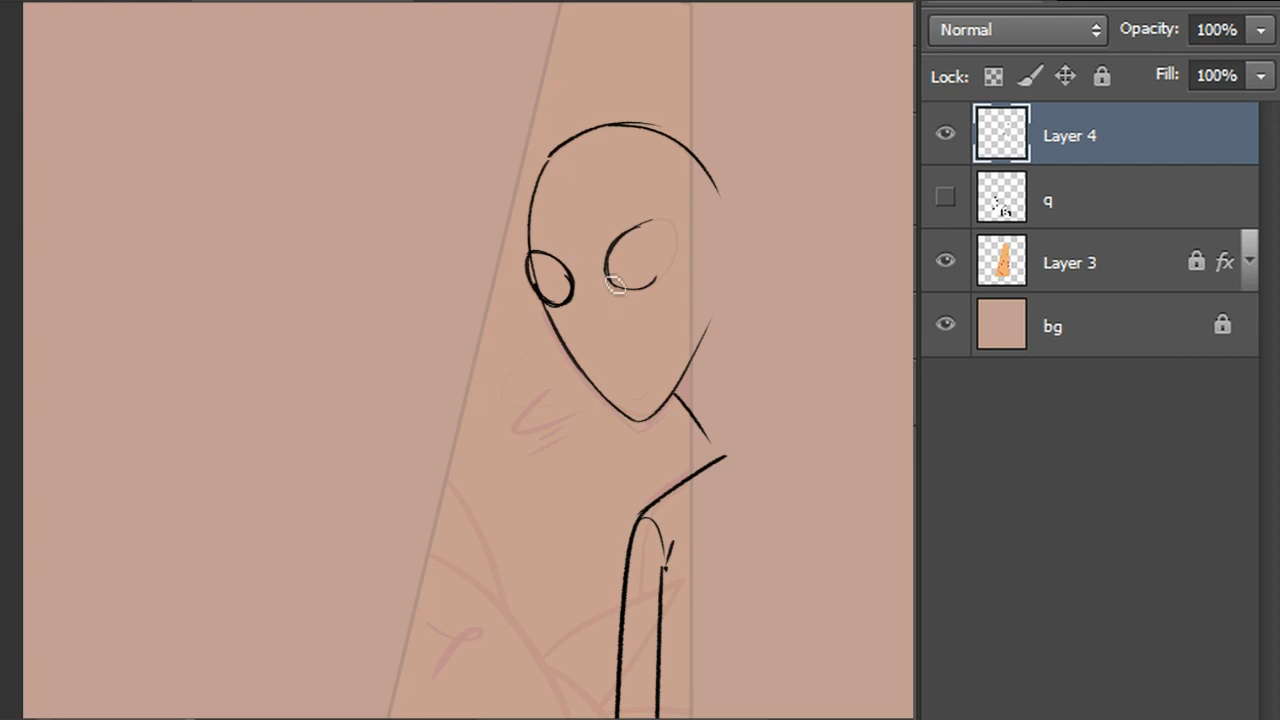 Normal Opacity: 100%
Lock: Fill: 100%
Layer 4
q
Layer 3 fx
bg